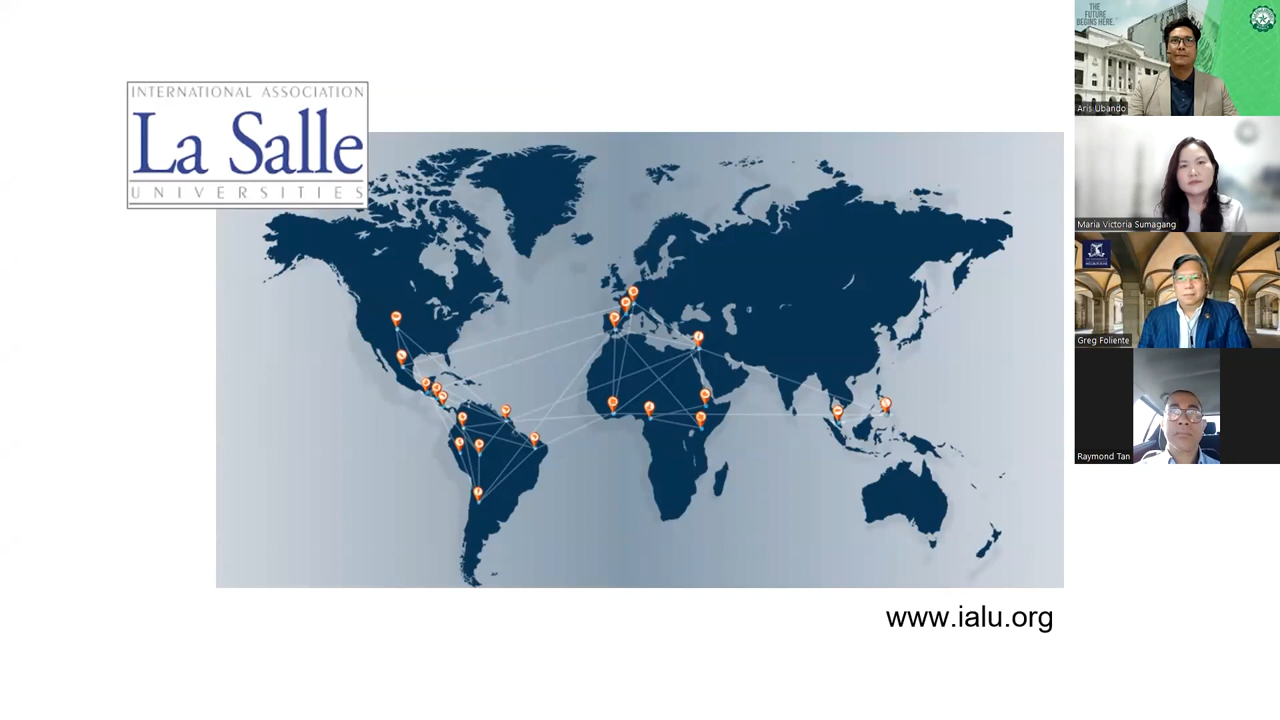 INTERNATIONAL ASSOCIATION
La Salle
UNIVERSITIES
www.ialu.org
THE
FUTURE
BEGINS HERE.
Aris Ubando
Maria Victoria Sumagang
Greg Foliente
Raymond Tan